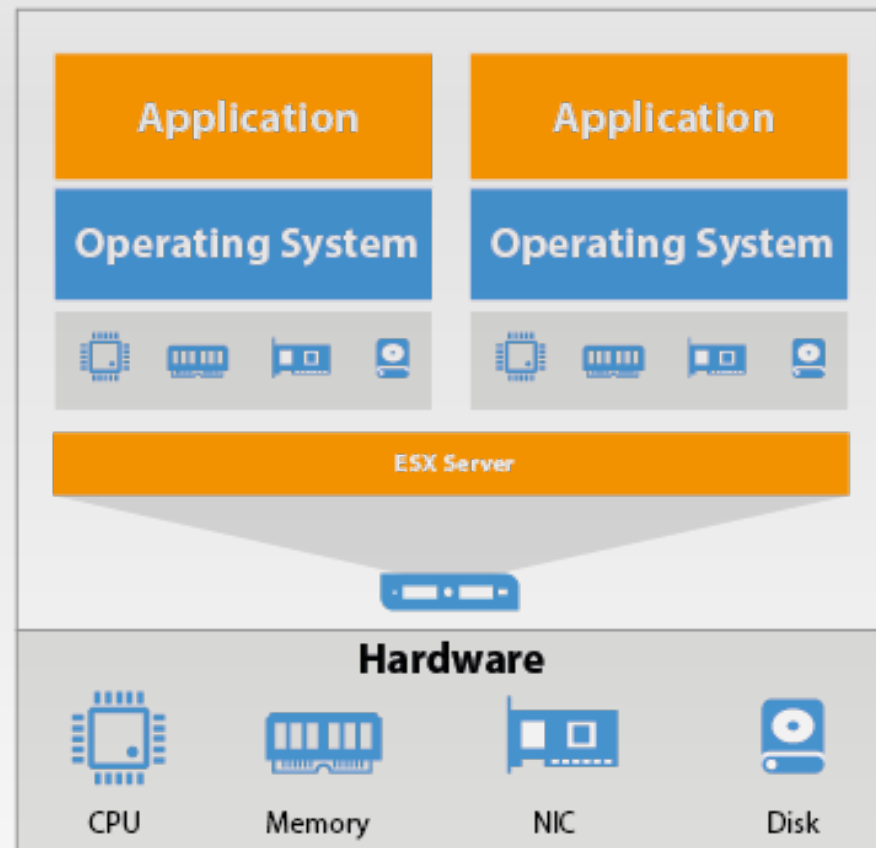 Application
Application
Operating System
Operating System
ESX Server
Hardware
CPU
Memory
NIC
Disk